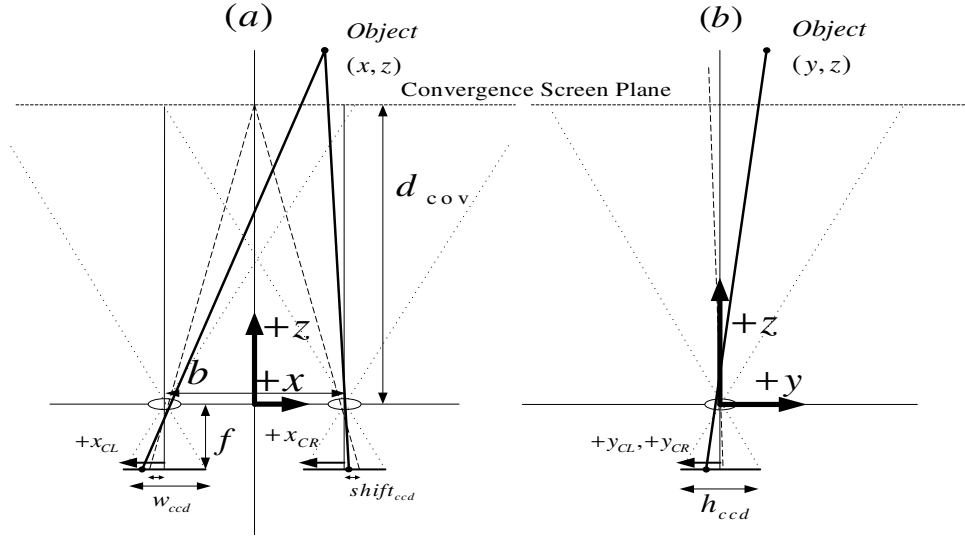 (a)
Object
(x, z)
Convergence Screen Plane
d cov
+z
b
+x
+x_CL
f
+x_CR
w_ccd
shift_ccd
(b)
Object
(y, z)
+z
+y
+y_CL,+y_CR
h_ccd